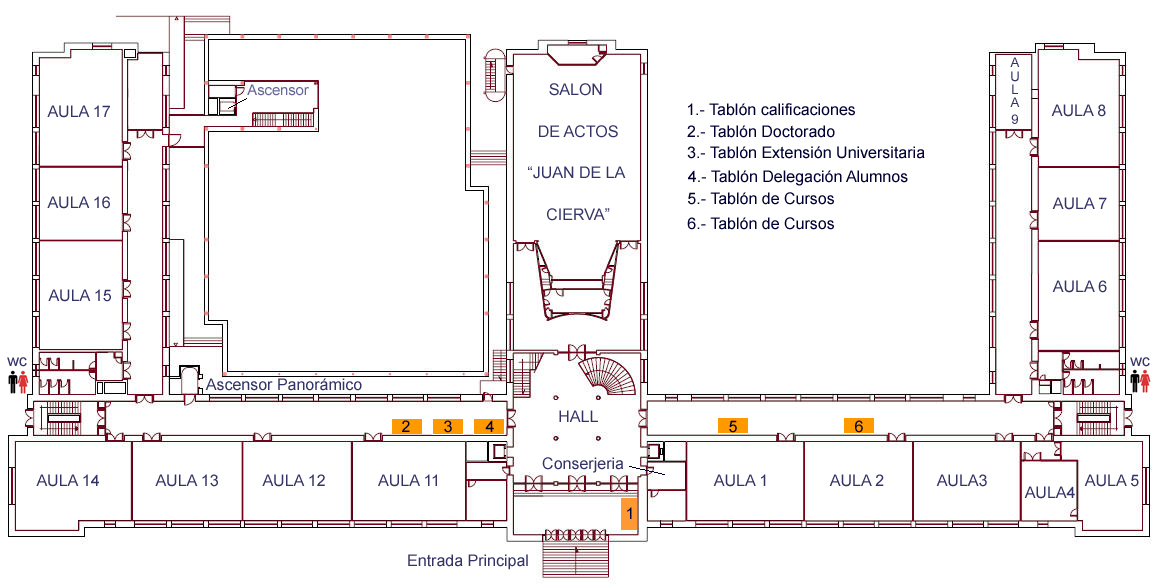 AULA 17
Ascensor
SALON
DE ACTOS
“JUAN DE LA
CIERVA”
1.- Tablón calificaciones
2.- Tablón Doctorado
3.- Tablón Extensión Universitaria
4.- Tablón Delegación Alumnos
5.- Tablón de Cursos
6.- Tablón de Cursos
AULA 9
AULA 8
AULA 16
AULA 7
AULA 15
AULA 6
WC
Ascensor Panorámico
WC
HALL
2
3
4
5
6
Conserjeria
AULA 14
AULA 13
AULA 12
AULA 11
AULA 1
AULA 2
AULA3
AULA4
AULA 5
1
Entrada Principal